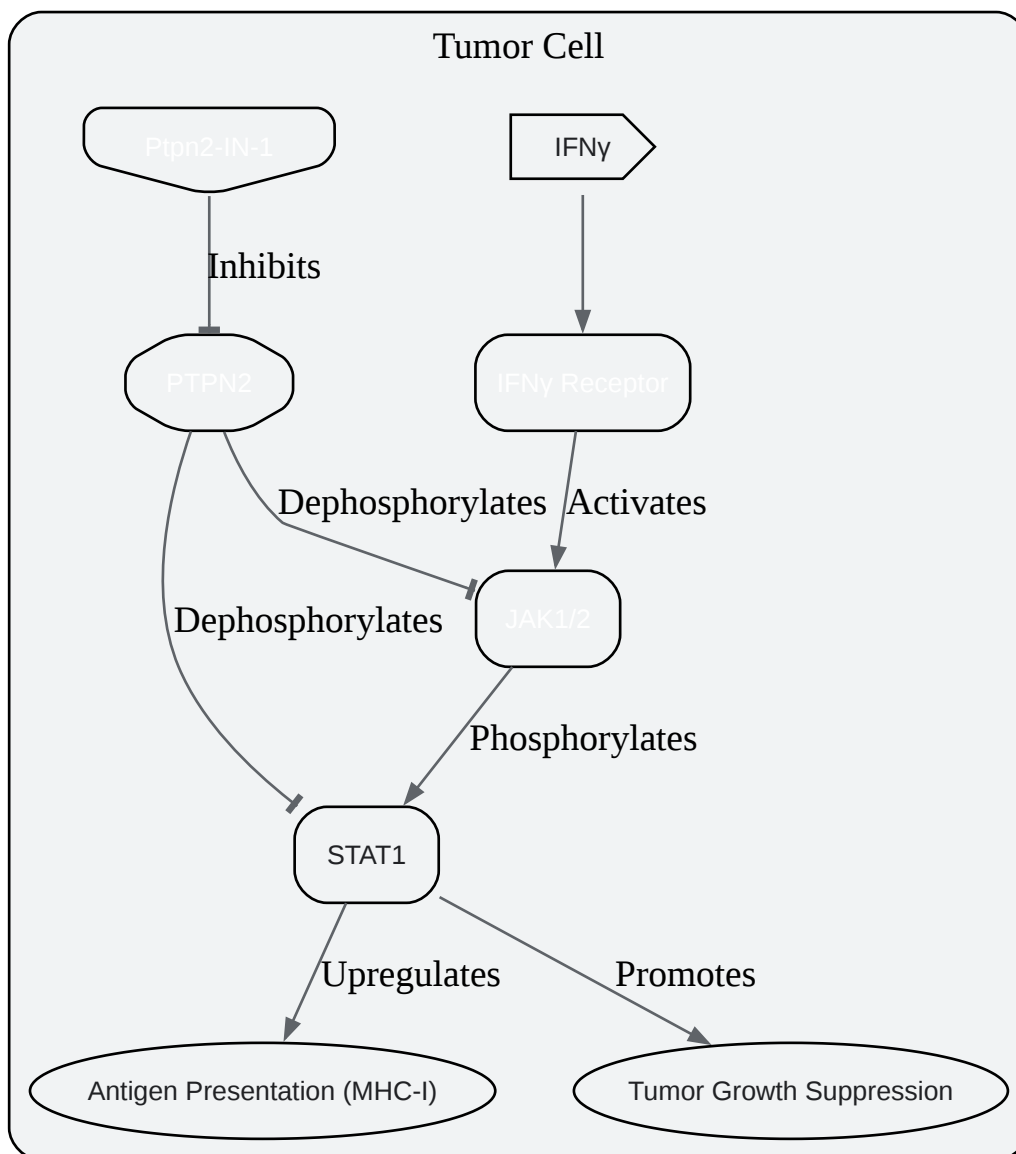 Tumor Cell
Ptpn2-IN-1
IFNγ
Inhibits
PTPN2
IFNγ Receptor
Dephosphorylates
Activates
Dephosphorylates
JAK1/2
Phosphorylates
STAT1
Upregulates
Promotes
Antigen Presentation (MHC-I)
Tumor Growth Suppression